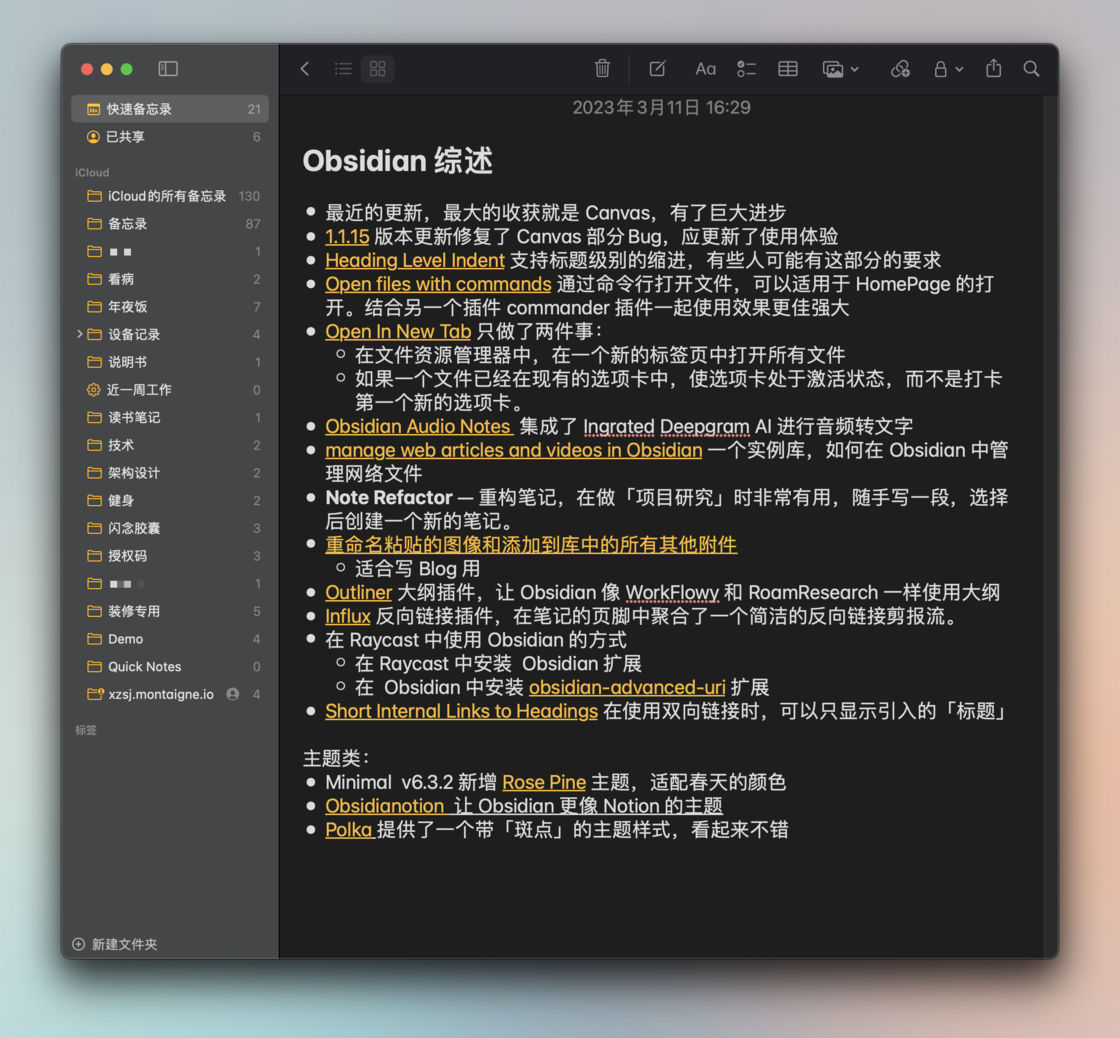 快速备忘录 21
已共享 6
iCloud
iCloud的所有备忘录 130
备忘录 87
1
看病 2
年夜饭 7
设备记录 4
说明书 1
近一周工作 0
读书笔记 1
技术 2
架构设计 2
健身 2
闪念胶囊 3
授权码 3
1
装修专用 5
Demo 4
Quick Notes 0
xzsj.montaigne.io 4
标签
新建文件夹
Aa
2023年3月11日 16:29
Obsidian 综述
最近的更新，最大的收获就是 Canvas，有了巨大进步
1.1.15 版本更新修复了 Canvas 部分Bug，应更新了使用体验
Heading Level Indent 支持标题级别的缩进，有些人可能有这部分的要求
Open files with commands 通过命令行打开文件，可以适用于 HomePage 的打
开。结合另一个插件 commander 插件一起使用效果更佳强大
Open In New Tab 只做了两件事：
在文件资源管理器中，在一个新的标签页中打开所有文件
如果一个文件已经在现有的选项卡中，使选项卡处于激活状态，而不是打卡
第一个新的选项卡。
Obsidian Audio Notes 集成了 Ingrated Deepgram AI 进行音频转文字
manage web articles and videos in Obsidian 一个实例库，如何在 Obsidian 中管
理网络文件
Note Refactor — 重构笔记，在做「项目研究」时非常有用，随手写一段，选择
后创建一个新的笔记。
重命名粘贴的图像和添加到库中的所有其他附件
适合写 Blog 用
Outliner 大纲插件，让 Obsidian 像 WorkFlowy 和 RoamResearch 一样使用大纲
Influx 反向链接插件，在笔记的页脚中聚合了一个简洁的反向链接剪报流。
在 Raycast 中使用 Obsidian 的方式
在 Raycast 中安装 Obsidian 扩展
在 Obsidian 中安装 obsidian-advanced-uri 扩展
Short Internal Links to Headings 在使用双向链接时，可以只显示引入的「标题」
主题类：
Minimal v6.3.2 新增 Rose Pine 主题，适配春天的颜色
Obsidianotion 让 Obsidian 更像 Notion 的主题
Polka 提供了一个带「斑点」的主题样式，看起来不错